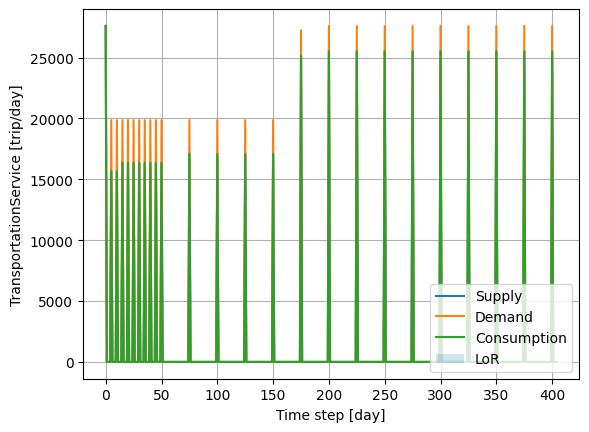 TransportationService [trip/day]
25000
20000
15000
10000
5000
0
0 50 100 150 200 250 300 350 400
Time step [day]
Supply
Demand
Consumption
LoR